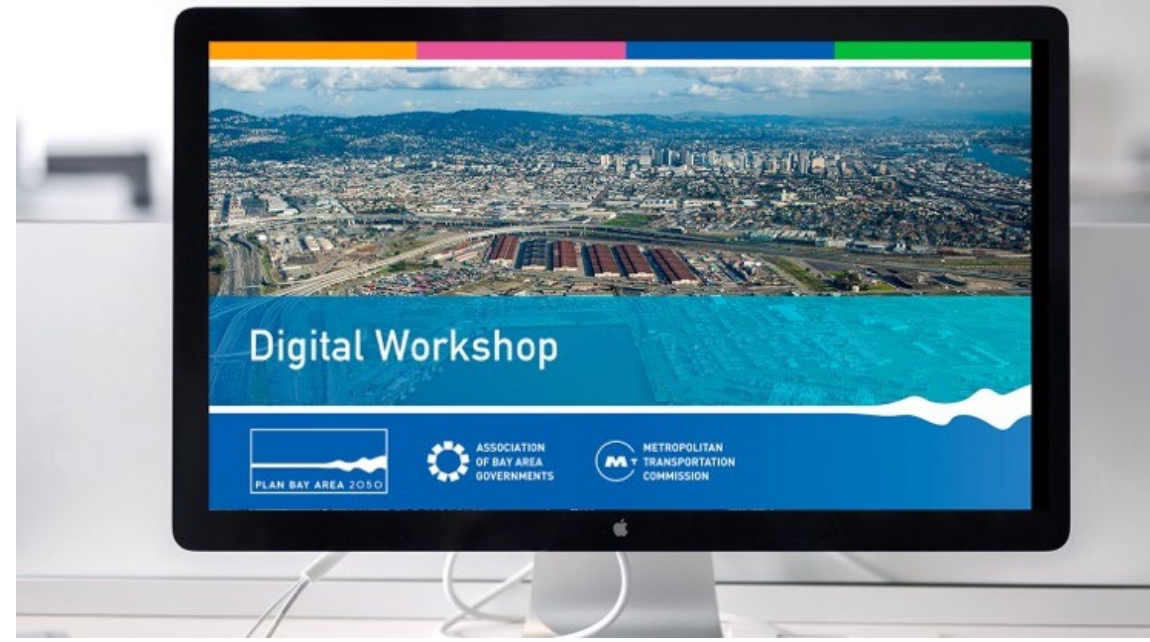 Digital Workshop
PLAN BAY AREA 2050
ASSOCIATION
OF BAY AREA
GOVERNMENTS
M T
METROPOLITAN
TRANSPORTATION
COMMISSION